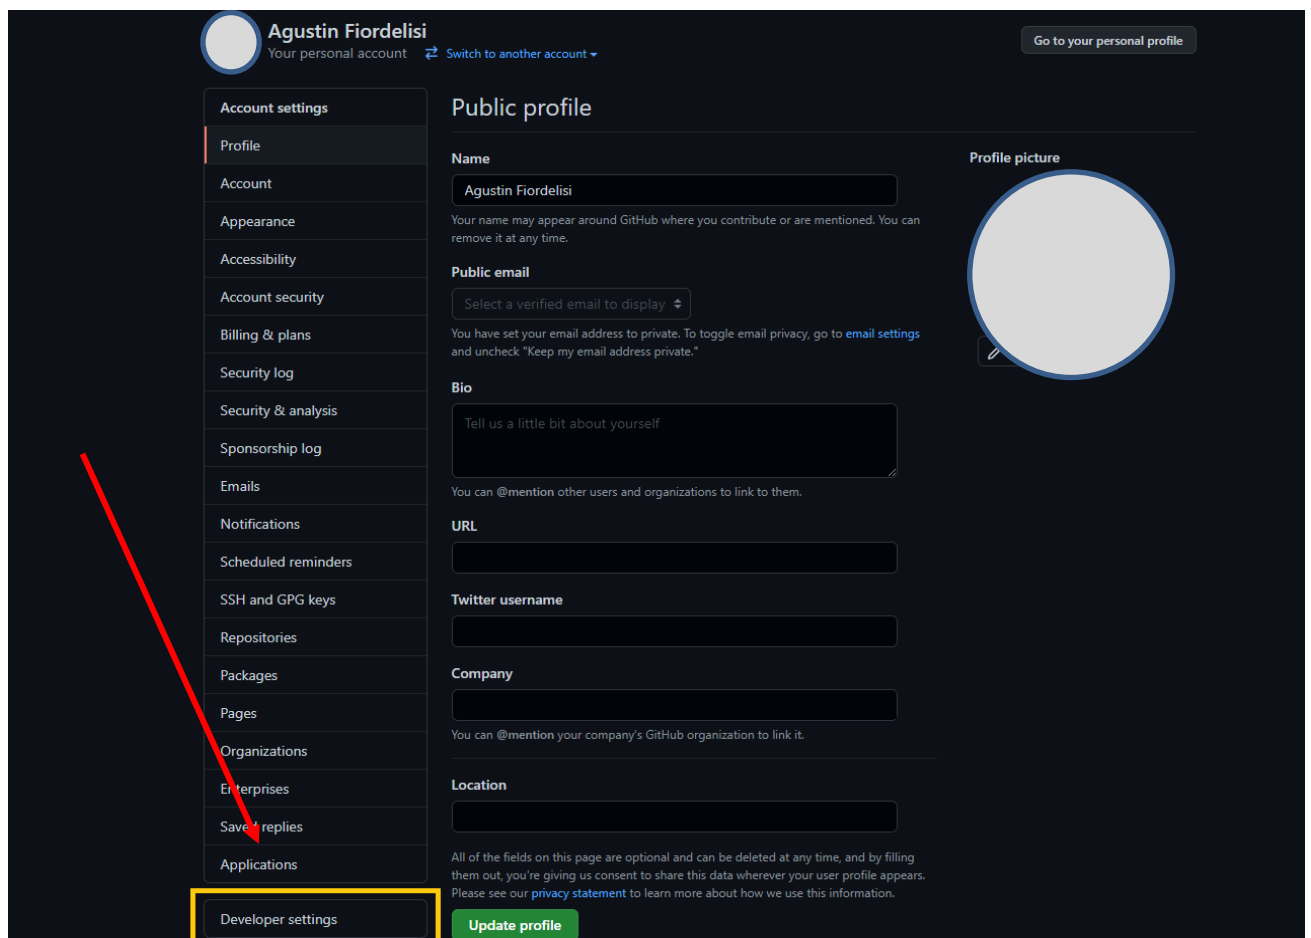 Agustin Fiordelisi
Your personal account
Switch to another account
Go to your personal profile
Account settings
Profile
Account
Appearance
Accessibility
Account security
Billing & plans
Security log
Security & analysis
Sponsorship log
Emails
Notifications
Scheduled reminders
SSH and GPG keys
Repositories
Packages
Pages
Organizations
Enterprises
Saved replies
Applications
Developer settings
Public profile
Name
Agustin Fiordelisi
Your name may appear around GitHub where you contribute or are mentioned. You can
remove it at any time.
Public email
Select a verified email to display
You have set your email address to private. To toggle email privacy, go to email settings
and uncheck "Keep my email address private."
Bio
Tell us a little bit about yourself
You can @mention other users and organizations to link to them.
URL
Twitter username
Company
You can @mention your company's GitHub organization to link it.
Location
All of the fields on this page are optional and can be deleted at any time, and by filling
them out, you're giving us consent to share this data wherever your user profile appears.
Please see our privacy statement to learn more about how we use this information.
Update profile
Profile picture